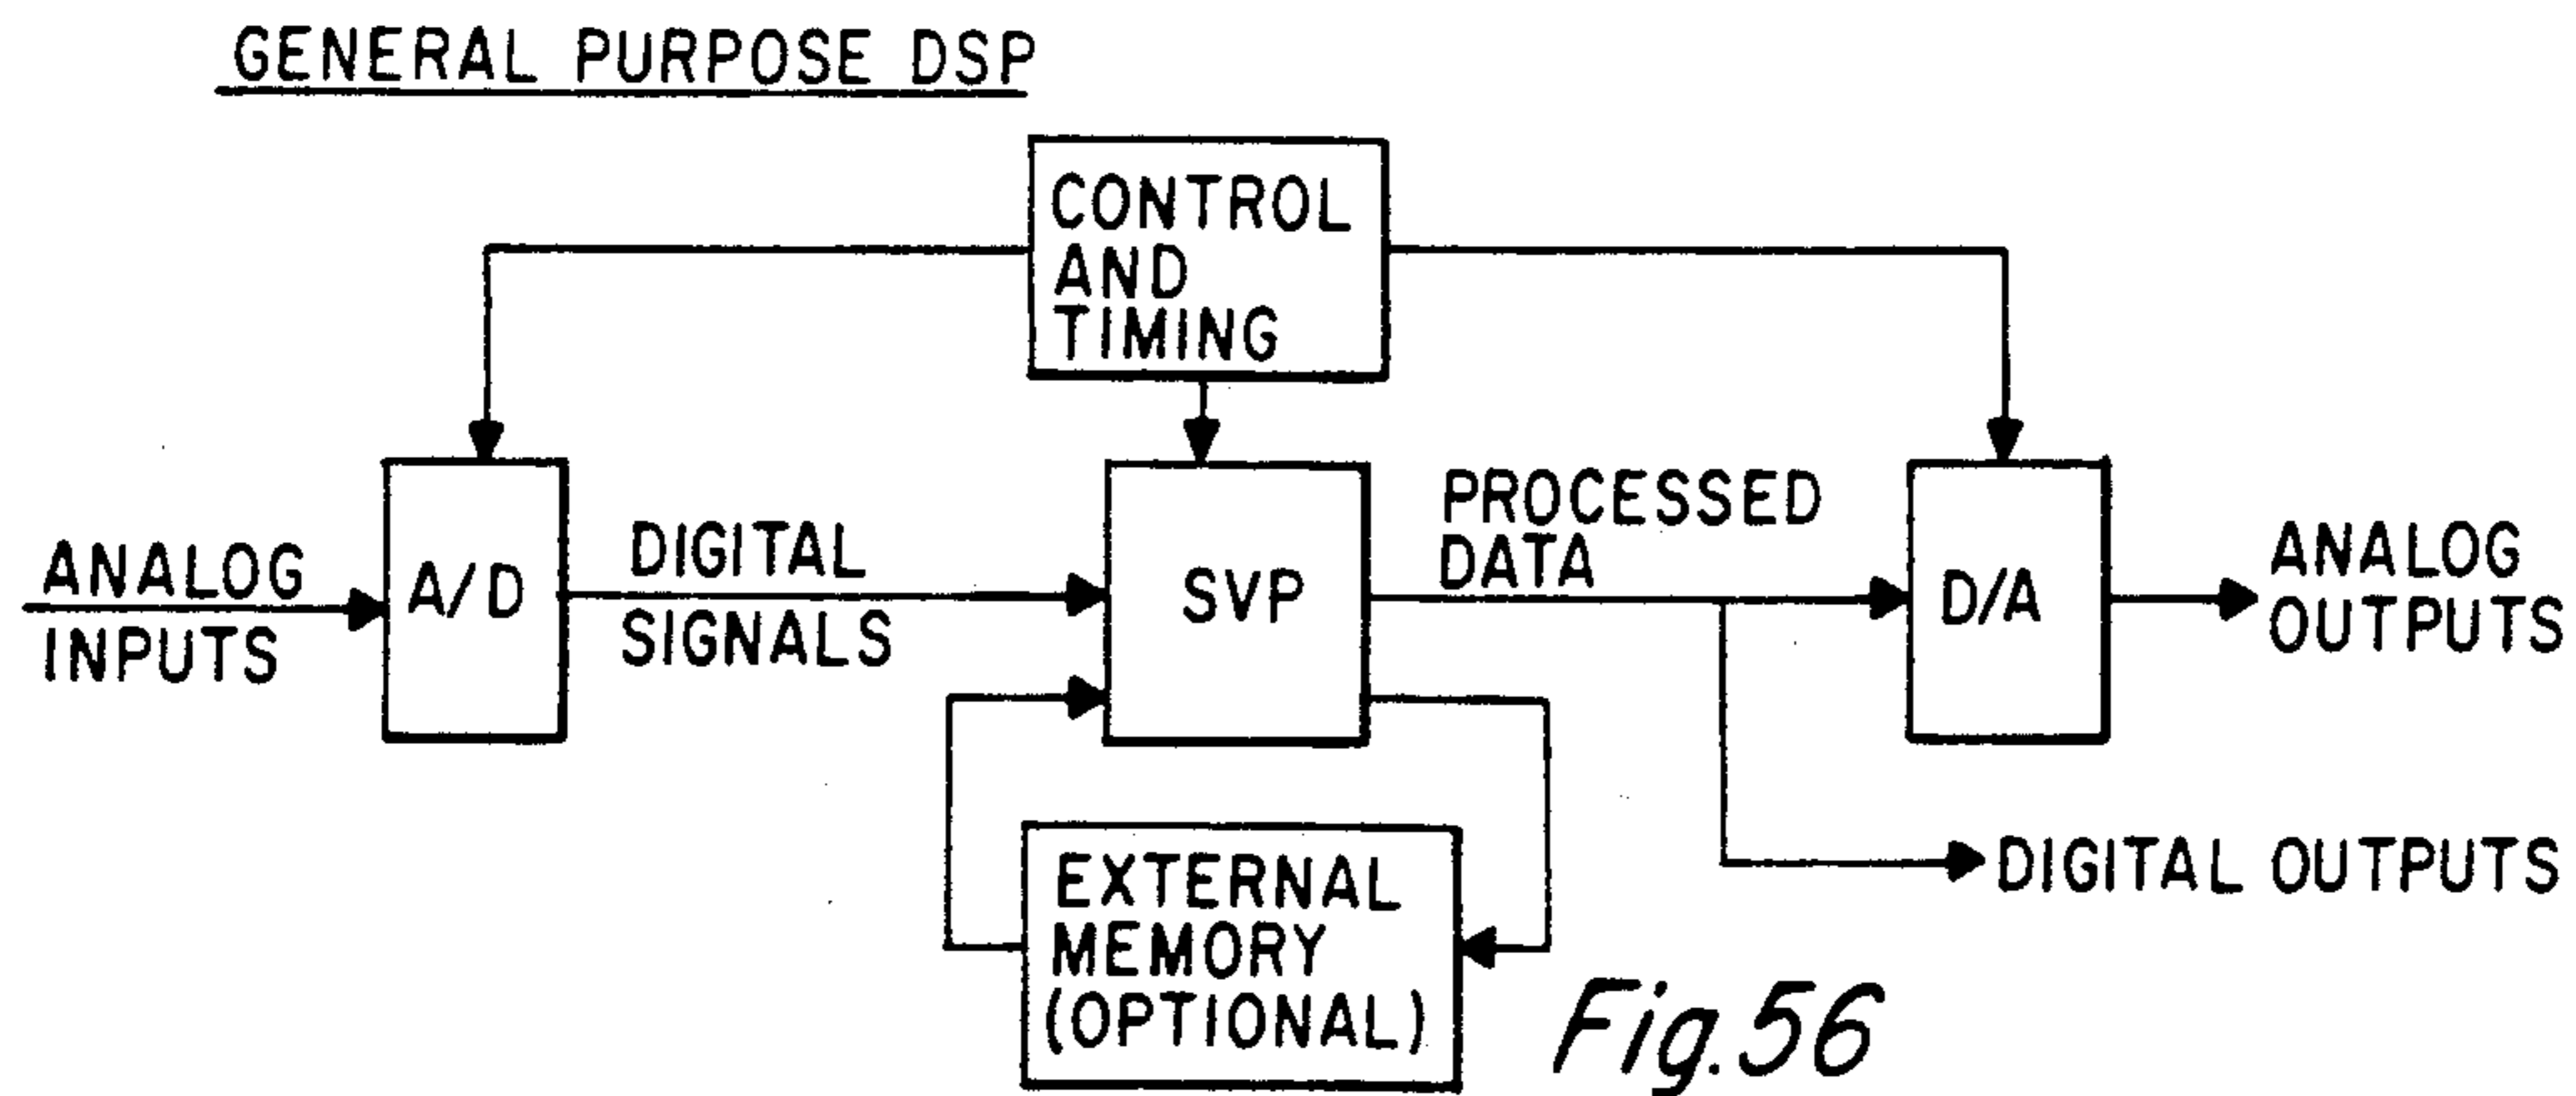 GENERAL PURPOSE DSP
CONTROL
AND
TIMING
ANALOG
INPUTS
A/D
DIGITAL
SIGNALS
SVP
PROCESSED
DATA
D/A
ANALOG
OUTPUTS
DIGITAL OUTPUTS
EXTERNAL
MEMORY
(OPTIONAL)
Fig.56